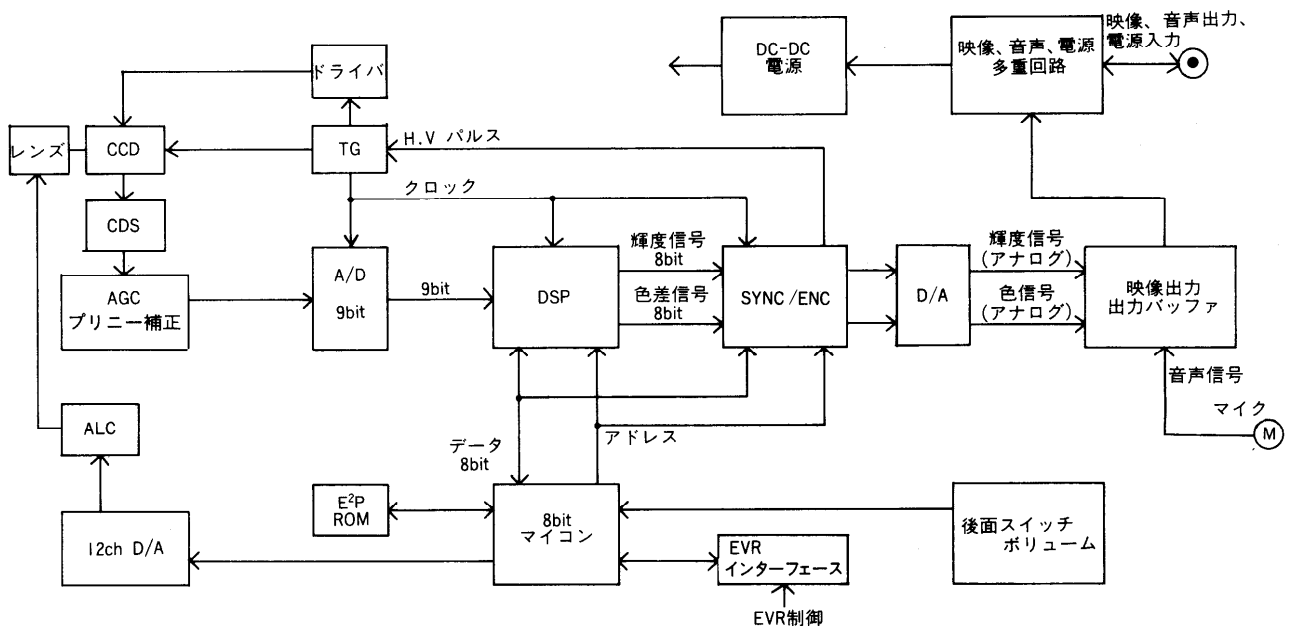 映像、音声出力、
電源入力
DC-DC
電源
映像、音声、電源
多重回路
ドライバ
レンズ
CCD
TG
H.V パルス
クロック
CDS
AGC
プリニー補正
A/D
9bit
9bit
DSP
輝度信号
8bit
色差信号
8bit
SYNC/ENC
D/A
輝度信号
(アナログ)
色信号
(アナログ)
映像出力
出力バッファ
音声信号
マイク
M
ALC
データ
8bit
アドレス
12ch D/A
E²P
ROM
8bit
マイコン
EVR
インターフェース
EVR制御
後面スイッチ
ボリューム